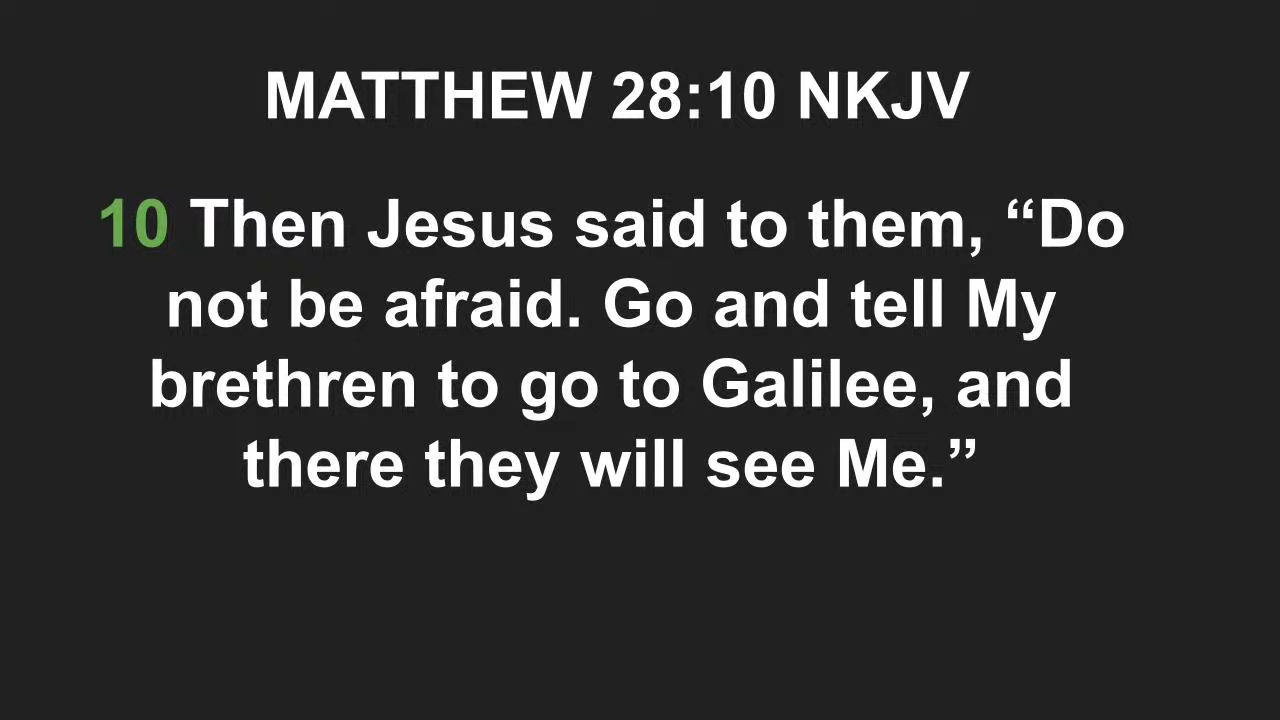 MATTHEW 28:10 NKJV
10 Then Jesus said to them, “Do
not be afraid. Go and tell My
brethren to go to Galilee, and
there they will see Me.”